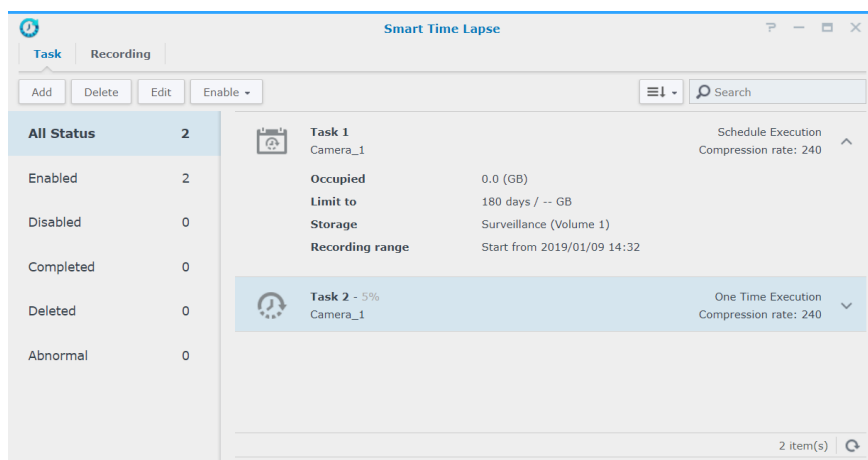 Smart Time Lapse
Task Recording
Add Delete Edit Enable Search
All Status 2
Enabled 2
Disabled 0
Completed 0
Deleted 0
Abnormal 0
Task 1 Schedule Execution
Camera_1 Compression rate: 240
Occupied 0.0 (GB)
Limit to 180 days / -- GB
Storage Surveillance (Volume 1)
Recording range Start from 2019/01/09 14:32
Task 2 - 5% One Time Execution
Camera_1 Compression rate: 240
2 item(s)